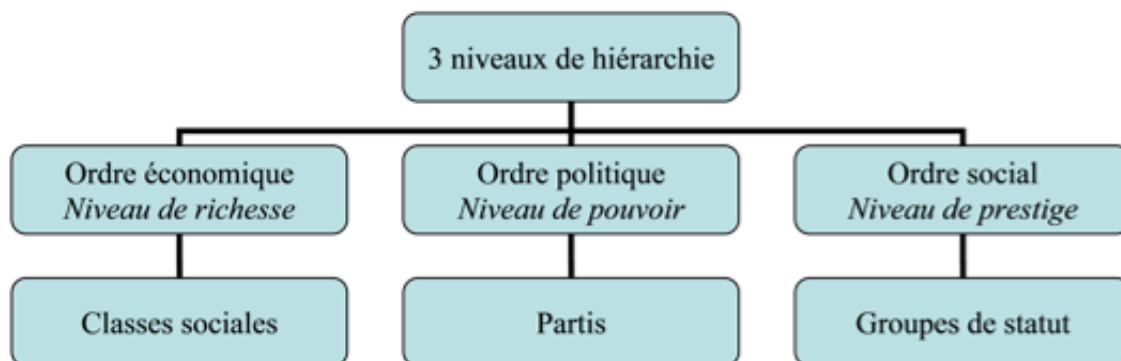 3 niveaux de hiérarchie
Ordre économique
Niveau de richesse
Ordre politique
Niveau de pouvoir
Ordre social
Niveau de prestige
Classes sociales
Partis
Groupes de statut